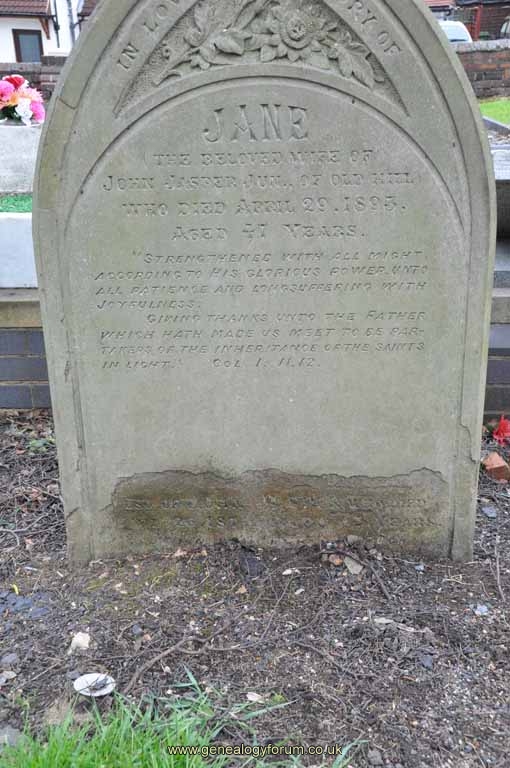 IN LOVING MEMORY OF
JANE
THE BELOVED WIFE OF
JOHN JASPER JUN., OF OLD HILL
WHO DIED APRIL 29. 1893.
AGED 41 YEARS.
"STRENGTHENED WITH ALL MIGHT,
ACCORDING TO HIS GLORIOUS POWER, UNTO
ALL PATIENCE AND LONGSUFFERING WITH
JOYFULNESS.
GIVING THANKS UNTO THE FATHER
WHICH HATH MADE US MEET TO BE PAR-
TAKERS OF THE INHERITANCE OF THE SAINTS
IN LIGHT." COL 1. 11. 12.
www.genealogyforum.co.uk